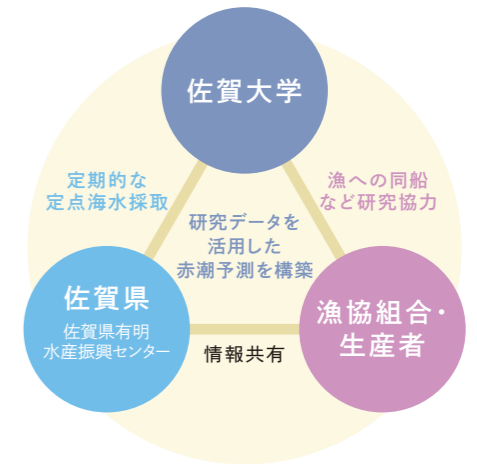 佐賀大学
定期的な
定点海水採取
漁への同船
など研究協力
研究データを
活用した
赤潮予測を構築
佐賀県
佐賀県有明
水産振興センター
漁協組合・
生産者
情報共有